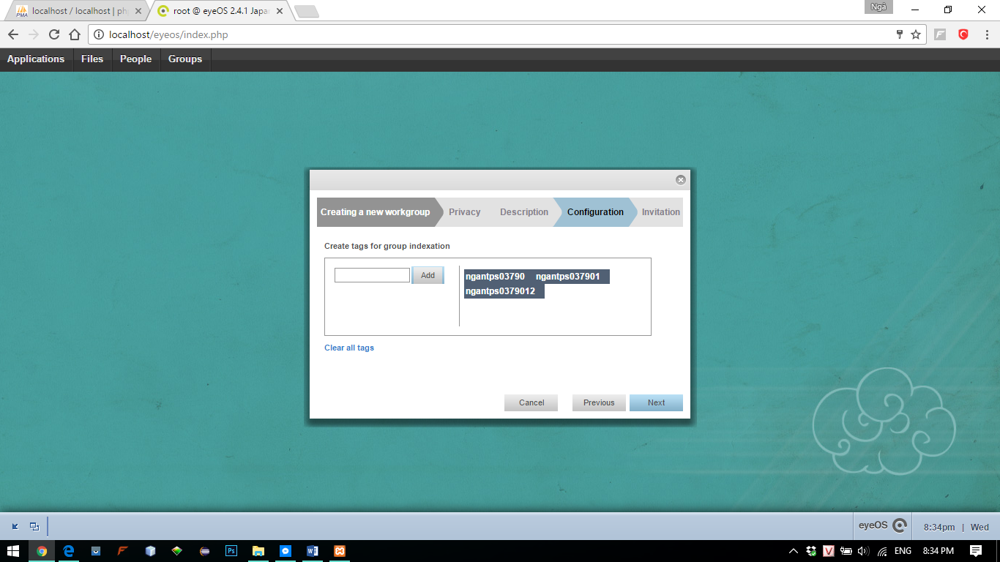 localhost / localhost | ph
root @ eyeOS 2.4.1 Japa
Ngà
localhost/eyeos/index.php
Applications Files People Groups
Creating a new workgroup Privacy Description Configuration Invitation
Create tags for group indexation
Add
ngantps03790 ngantps037901
ngantps0379012
Clear all tags
Cancel Previous Next
eyeOS 8:34pm | Wed
ENG 8:34 PM